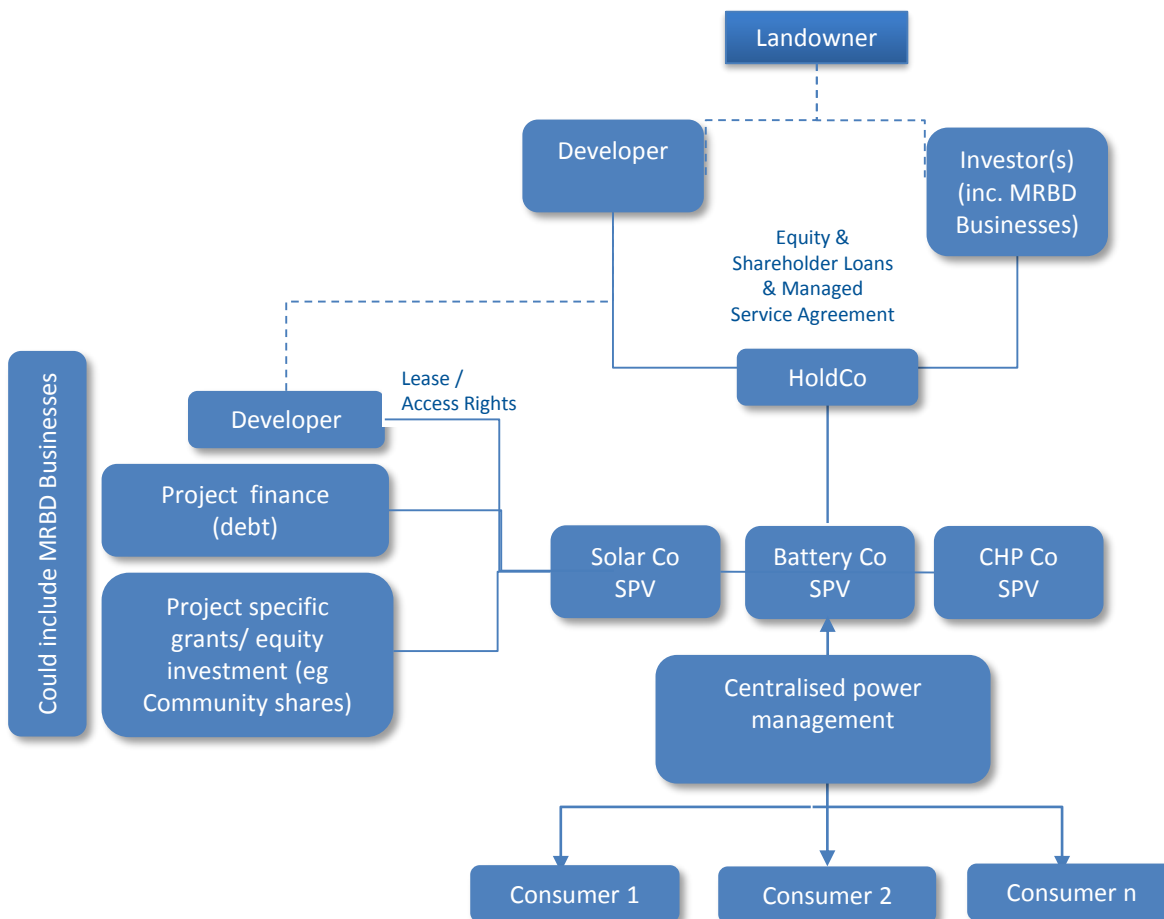 Landowner
Developer
Investor(s)
(inc. MRBD
Businesses)
Equity &
Shareholder Loans
& Managed
Service Agreement
HoldCo
Could include MRBD Businesses
Lease /
Access Rights
Developer
Project finance
(debt)
Project specific
grants/ equity
investment (eg
Community shares)
Solar Co
SPV
Battery Co
SPV
CHP Co
SPV
Centralised power
management
Consumer 1
Consumer 2
Consumer n